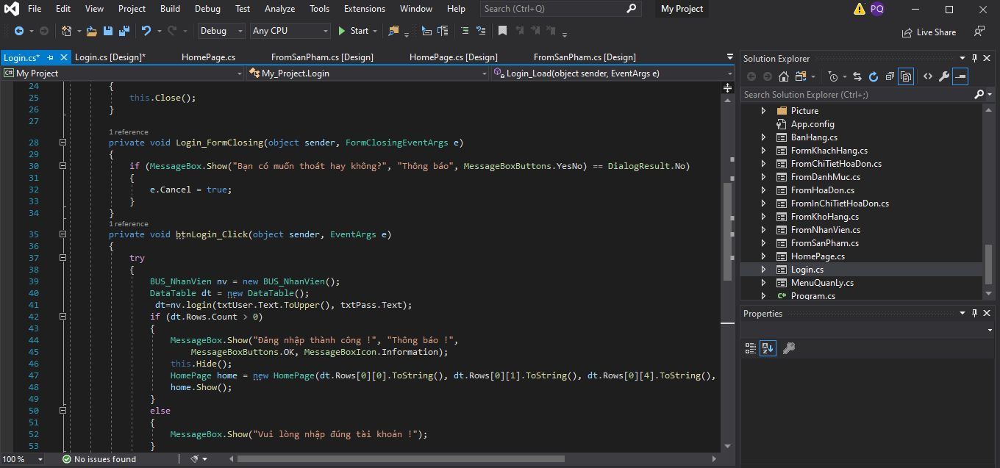 File Edit View Project Build Debug Test Analyze Tools Extensions Window Help Search (Ctrl+Q) My Project PQ
Debug Any CPU Start Live Share
Login.cs* Login.cs [Design]* HomePage.cs FromSanPham.cs [Design] HomePage.cs [Design] FromSanPham.cs [Design]
C# My Project My_Project.Login Login_Load(object sender, EventArgs e)
24 {
25 this.Close();
26 }
27
1 reference
28 private void Login_FormClosing(object sender, FormClosingEventArgs e)
29 {
30 if (MessageBox.Show("Bạn có muốn thoát hay không?", "Thông báo", MessageBoxButtons.YesNo) == DialogResult.No)
31 {
32 e.Cancel = true;
33 }
34 }
1 reference
35 private void btnLogin_Click(object sender, EventArgs e)
36 {
37 try
38 {
39 BUS_NhanVien nv = new BUS_NhanVien();
40 DataTable dt = new DataTable();
41 dt=nv.login(txtUser.Text.ToUpper(), txtPass.Text);
42 if (dt.Rows.Count > 0)
43 {
44 MessageBox.Show("Đăng nhập thành công !", "Thông báo !",
45 MessageBoxButtons.OK, MessageBoxIcon.Information);
46 this.Hide();
47 HomePage home = new HomePage(dt.Rows[0][0].ToString(), dt.Rows[0][1].ToString(), dt.Rows[0][4].ToString(),
48 home.Show();
49 }
50 else
51 {
52 MessageBox.Show("Vui lòng nhập đúng tài khoản !");
53 }
100 % No issues found
Solution Explorer
Search Solution Explorer (Ctrl+;)
Picture
App.config
BanHang.cs
FormKhachHang.cs
FromChiTietHoaDon.cs
FromDanhMuc.cs
FromHoaDon.cs
FromInChiTietHoaDon.cs
FromKhoHang.cs
FromNhanVien.cs
FromSanPham.cs
HomePage.cs
Login.cs
MenuQuanLy.cs
C# Program.cs
Properties